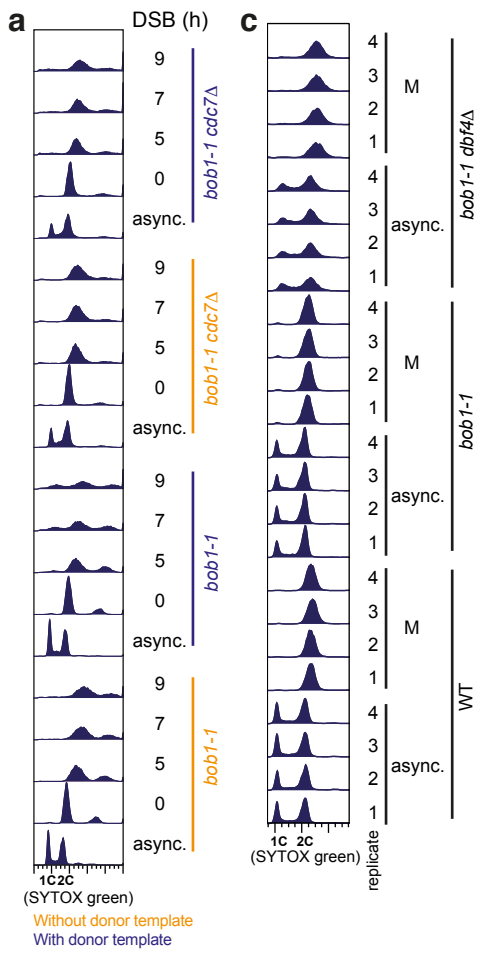 a
DSB (h)
9
7
5
0
async.
bob1-1 cdc7Δ
9
7
5
0
async.
bob1-1 cdc7Δ
9
7
5
0
async.
bob1-1
9
7
5
0
async.
bob1-1
1C 2C
(SYTOX green)
Without donor template
With donor template
c
4
3
2
1
M
4
3
2
1
async.
bob1-1 dbf4Δ
4
3
2
1
M
4
3
2
1
async.
bob1-1
4
3
2
1
M
4
3
2
1
async.
WT
1C 2C
(SYTOX green)
replicate